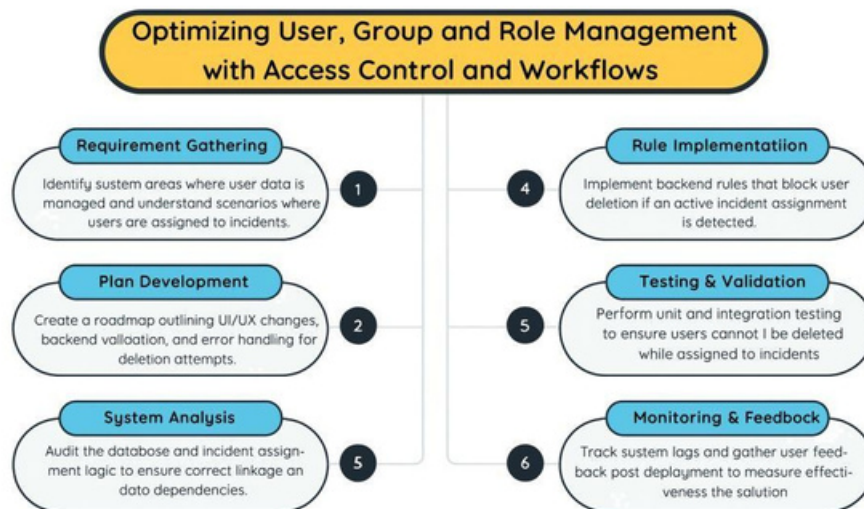 Optimizing User, Group and Role Management
with Access Control and Workflows
Requirement Gathering
Identify system areas where user data is
managed and understand scenarios where
users are assigned to incidents.
1
Plan Development
Create a roadmap outlining UI/UX changes,
backend valloation, and error handling for
deletion attempts.
2
System Analysis
Audit the databose and incident assign-
ment logic to ensure correct linkage an
dato dependencies.
5
Rule Implementatiion
Implement backend rules that block user
deletion if an active incident assignment
is detected.
4
Testing & Validation
Perform unit and integration testing
to ensure users cannot I be deleted
while assigned to incidents
5
Monitoring & Feedbock
Track sustem lags and gather user feed-
back post deplayment to measure effecti-
veness the salution
6